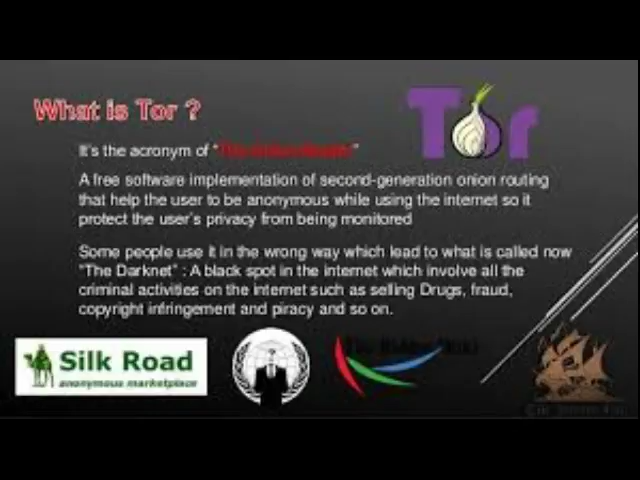 What is Tor ?
Tor
It's the acronym of "The Onion Router"
A free software implementation of second-generation onion routing
that help the user to be anonymous while using the internet so it
protect the user's privacy from being monitored
Some people use it in the wrong way which lead to what is called now
"The Darknet" : A black spot in the internet which involve all the
criminal activities on the internet such as selling Drugs, fraud,
copyright infringement and piracy and so on.
Silk Road
anonymous marketplace